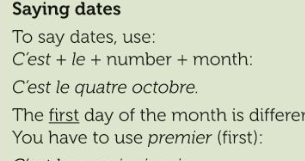 Saying dates
To say dates, use:
C'est + le + number + month:
C'est le quatre octobre.
The first day of the month is
You have to use premier (first):